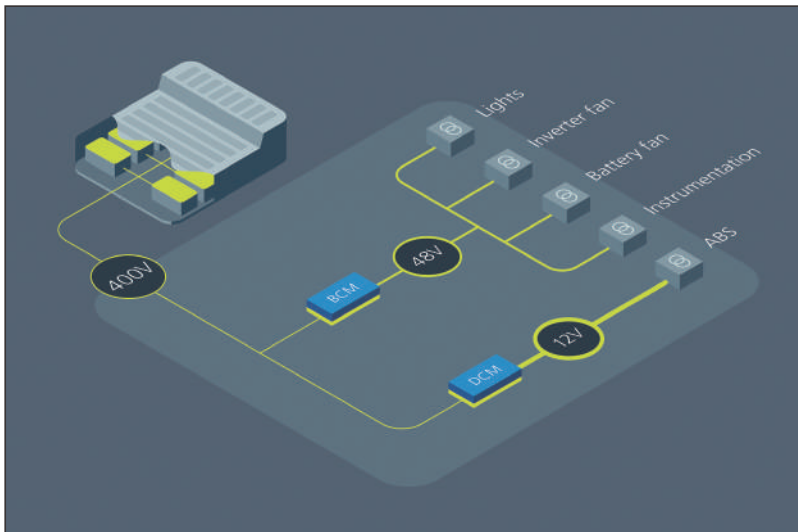 Lights
Inverter fan
Battery fan
Instrumentation
ABS
400V
48V
BCM
12V
DCM